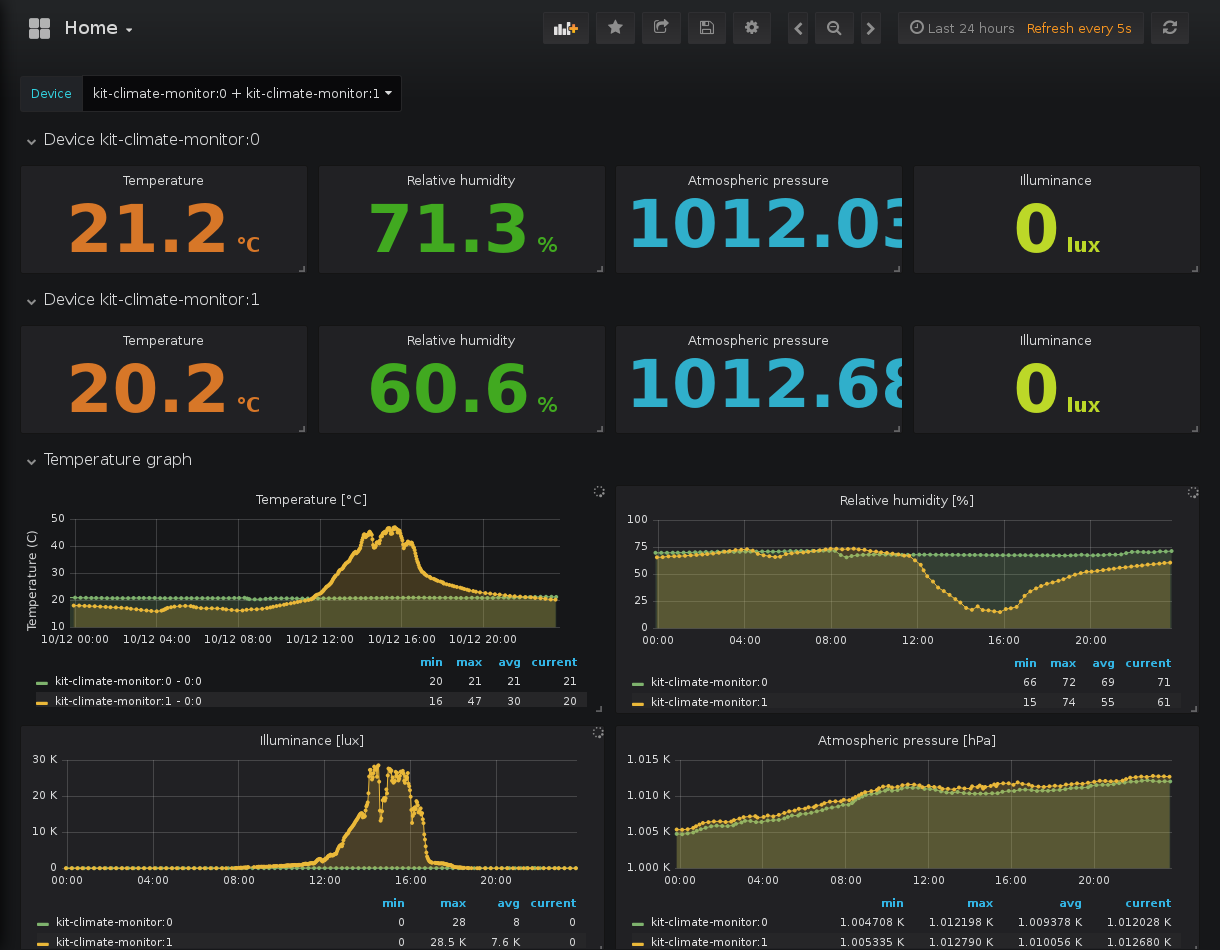 Home
Last 24 hours Refresh every 5s
Device kit-climate-monitor:0 + kit-climate-monitor:1
Device kit-climate-monitor:0
Temperature Relative humidity Atmospheric pressure Illuminance
21.2 °C 71.3 % 1012.03 0 lux
Device kit-climate-monitor:1
Temperature Relative humidity Atmospheric pressure Illuminance
20.2 °C 60.6 % 1012.68 0 lux
Temperature graph
Temperature [°C]
Temperature (C)
50
40
30
20
10
10/12 00:00 10/12 04:00 10/12 08:00 10/12 12:00 10/12 16:00 10/12 20:00
min max avg current
kit-climate-monitor:0 - 0:0 20 21 21 21
kit-climate-monitor:1 - 0:0 16 47 30 20
Relative humidity [%]
100
75
50
25
0
00:00 04:00 08:00 12:00 16:00 20:00
min max avg current
kit-climate-monitor:0 66 72 69 71
kit-climate-monitor:1 15 74 55 61
Illuminance [lux]
30 K
20 K
10 K
0
00:00 04:00 08:00 12:00 16:00 20:00
min max avg current
kit-climate-monitor:0 0 28 8 0
kit-climate-monitor:1 0 28.5 K 7.6 K 0
Atmospheric pressure [hPa]
1.015 K
1.010 K
1.005 K
1.000 K
00:00 04:00 08:00 12:00 16:00 20:00
min max avg current
kit-climate-monitor:0 1.004708 K 1.012198 K 1.009378 K 1.012028 K
kit-climate-monitor:1 1.005335 K 1.012790 K 1.010056 K 1.012680 K